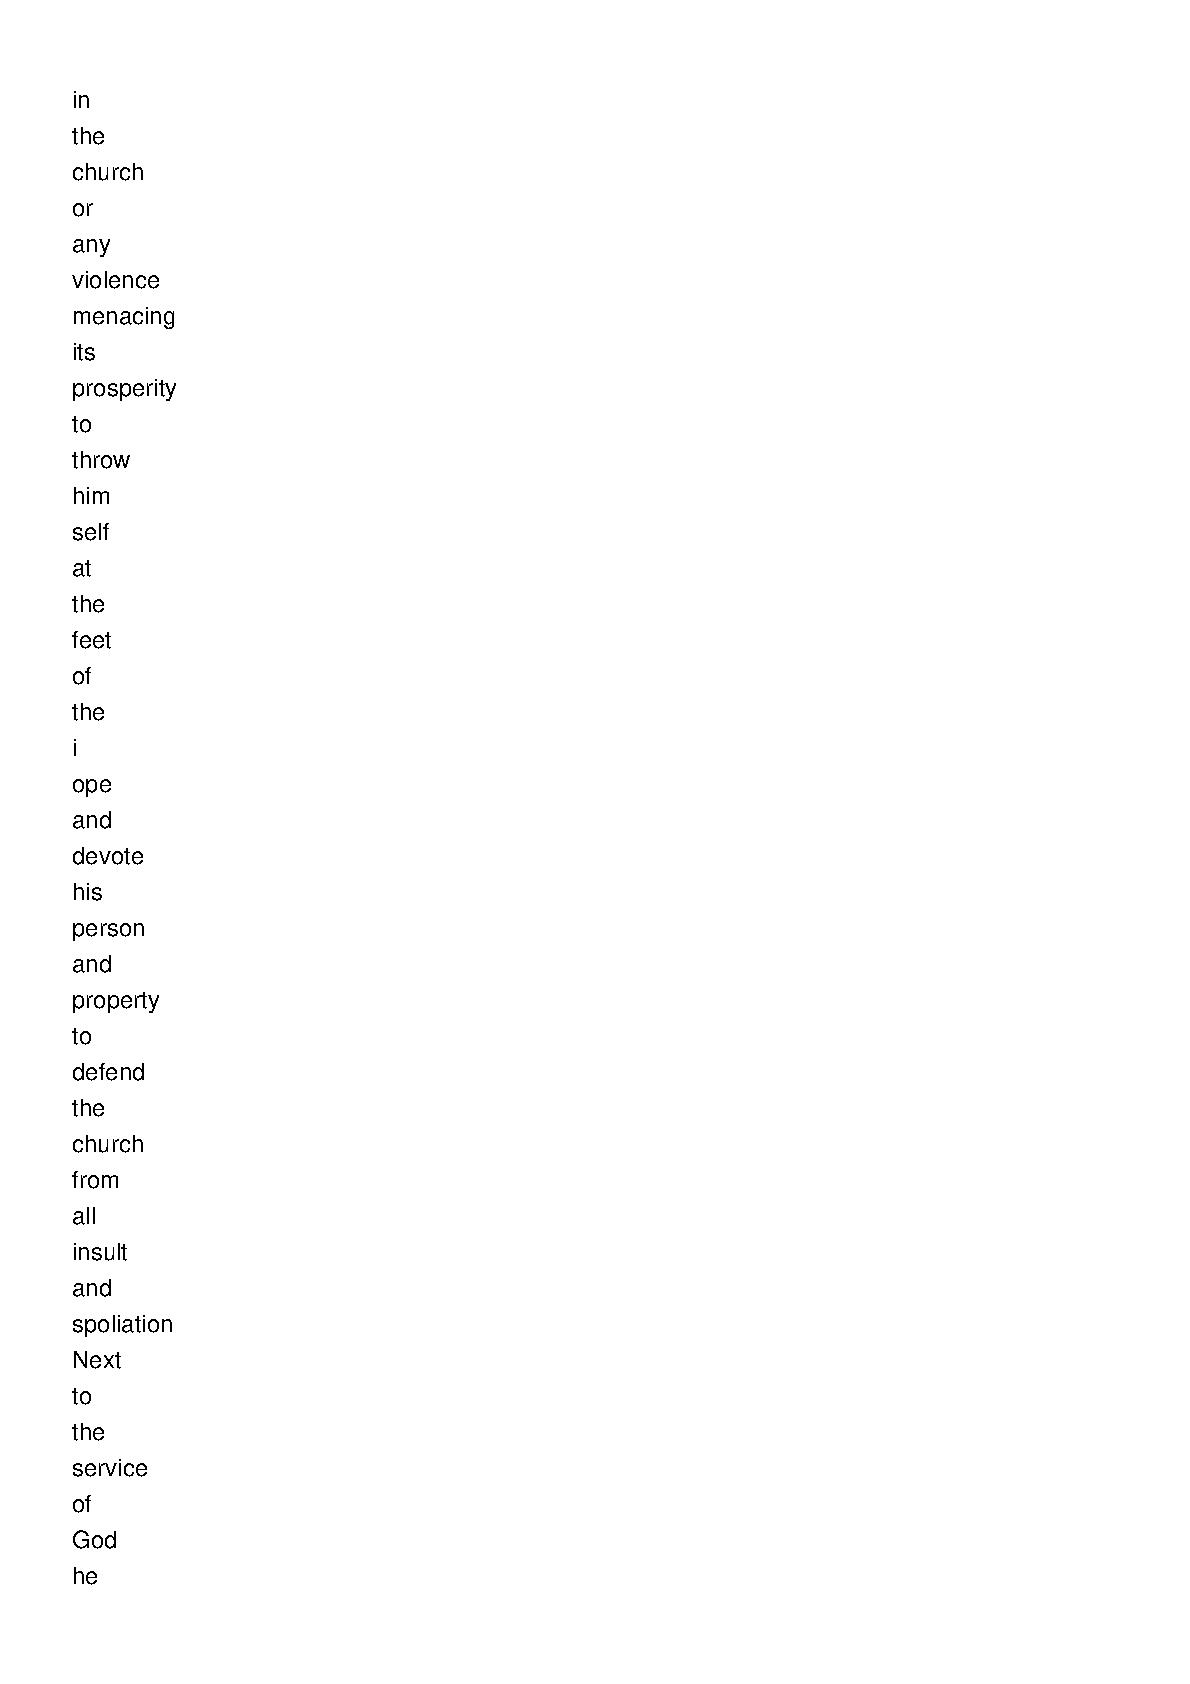 in
the
church
or
any
violence
menacing
its
prosperity
to
throw
him
self
at
the
feet
of
the
i
ope
and
devote
his
person
and
property
to
defend
the
church
from
all
insult
and
spoliation
Next
to
the
service
of
God
he